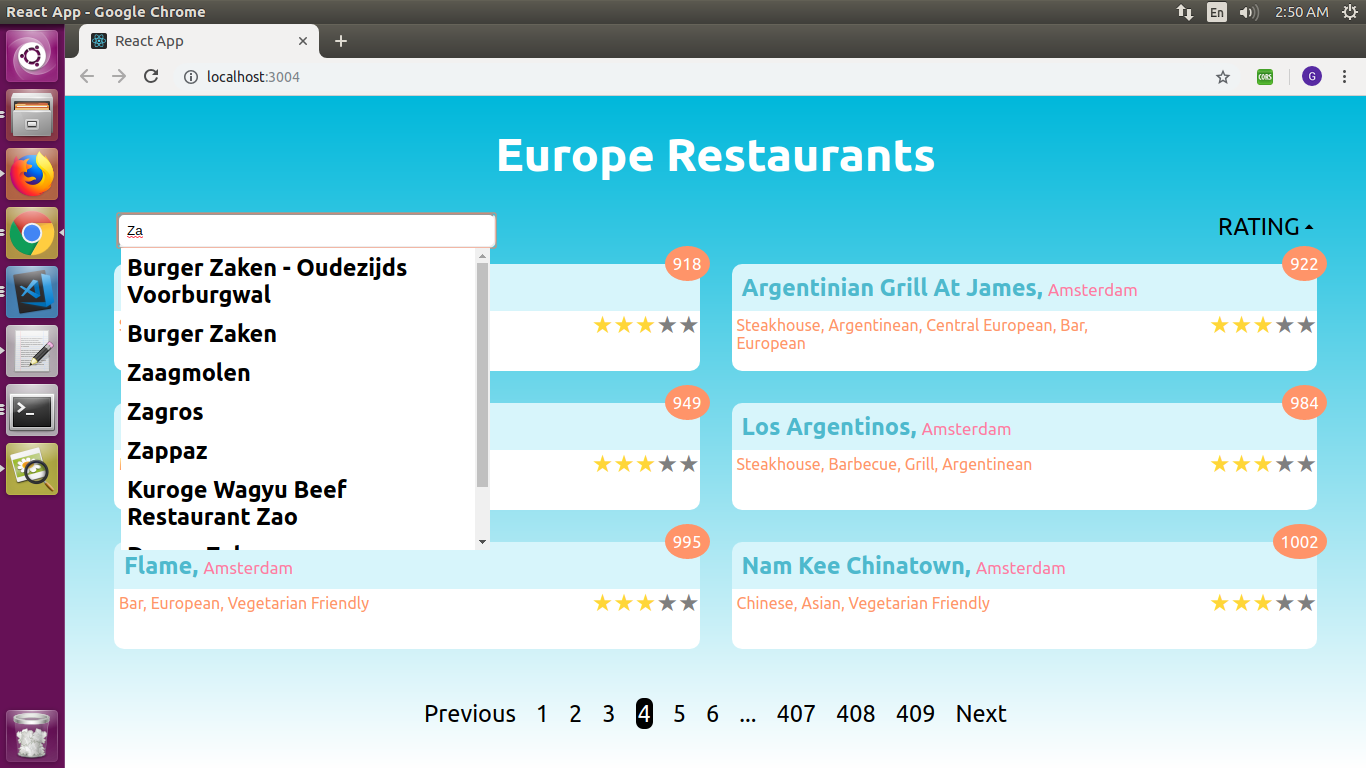 React App - Google Chrome
En
2:50 AM
React App
localhost:3004
CORS
G
Europe Restaurants
Za
RATING
Burger Zaken - Oudezijds
Voorburgwal
Burger Zaken
Zaagmolen
Zagros
Zappaz
Kuroge Wagyu Beef
Restaurant Zao
918
922
Argentinian Grill At James, Amsterdam
Steakhouse, Argentinean, Central European, Bar,
European
949
984
Los Argentinos, Amsterdam
Steakhouse, Barbecue, Grill, Argentinean
995
1002
Flame, Amsterdam
Bar, European, Vegetarian Friendly
Nam Kee Chinatown, Amsterdam
Chinese, Asian, Vegetarian Friendly
Previous 1 2 3 4 5 6 ... 407 408 409 Next